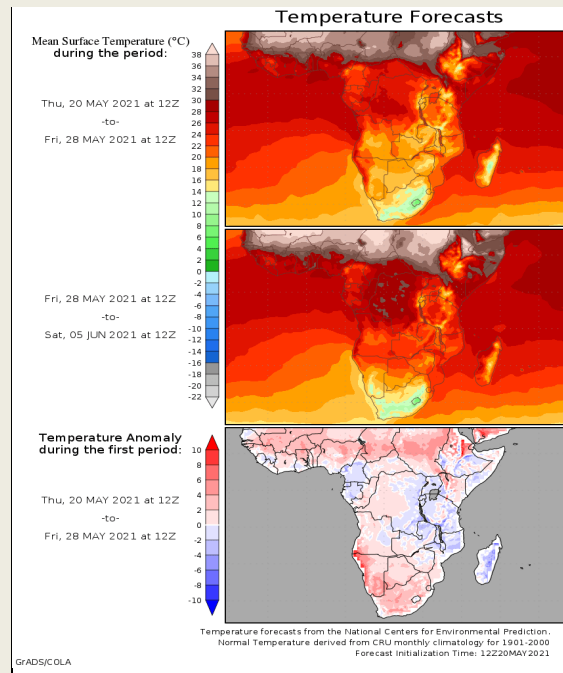 Temperature Forecasts
Mean Surface Temperature (°C)
during the period:
Thu, 20 MAY 2021 at 12Z
-to-
Fri, 28 MAY 2021 at 12Z
38
36
34
32
30
28
26
24
22
20
18
16
14
12
10
8
6
4
2
0
-2
-4
-6
-8
-10
-12
-14
-16
-18
-20
-22
Fri, 28 MAY 2021 at 12Z
-to-
Sat, 05 JUN 2021 at 12Z
Temperature Anomaly
during the first period:
Thu, 20 MAY 2021 at 12Z
-to-
Fri, 28 MAY 2021 at 12Z
10
8
6
4
2
0
-2
-4
-6
-8
-10
Temperature forecasts from the National Centers for Environmental Prediction.
Normal Temperature derived from CRU monthly climatology for 1901-2000
Forecast Initialization Time: 12Z20MAY2021
GrADS/COLA